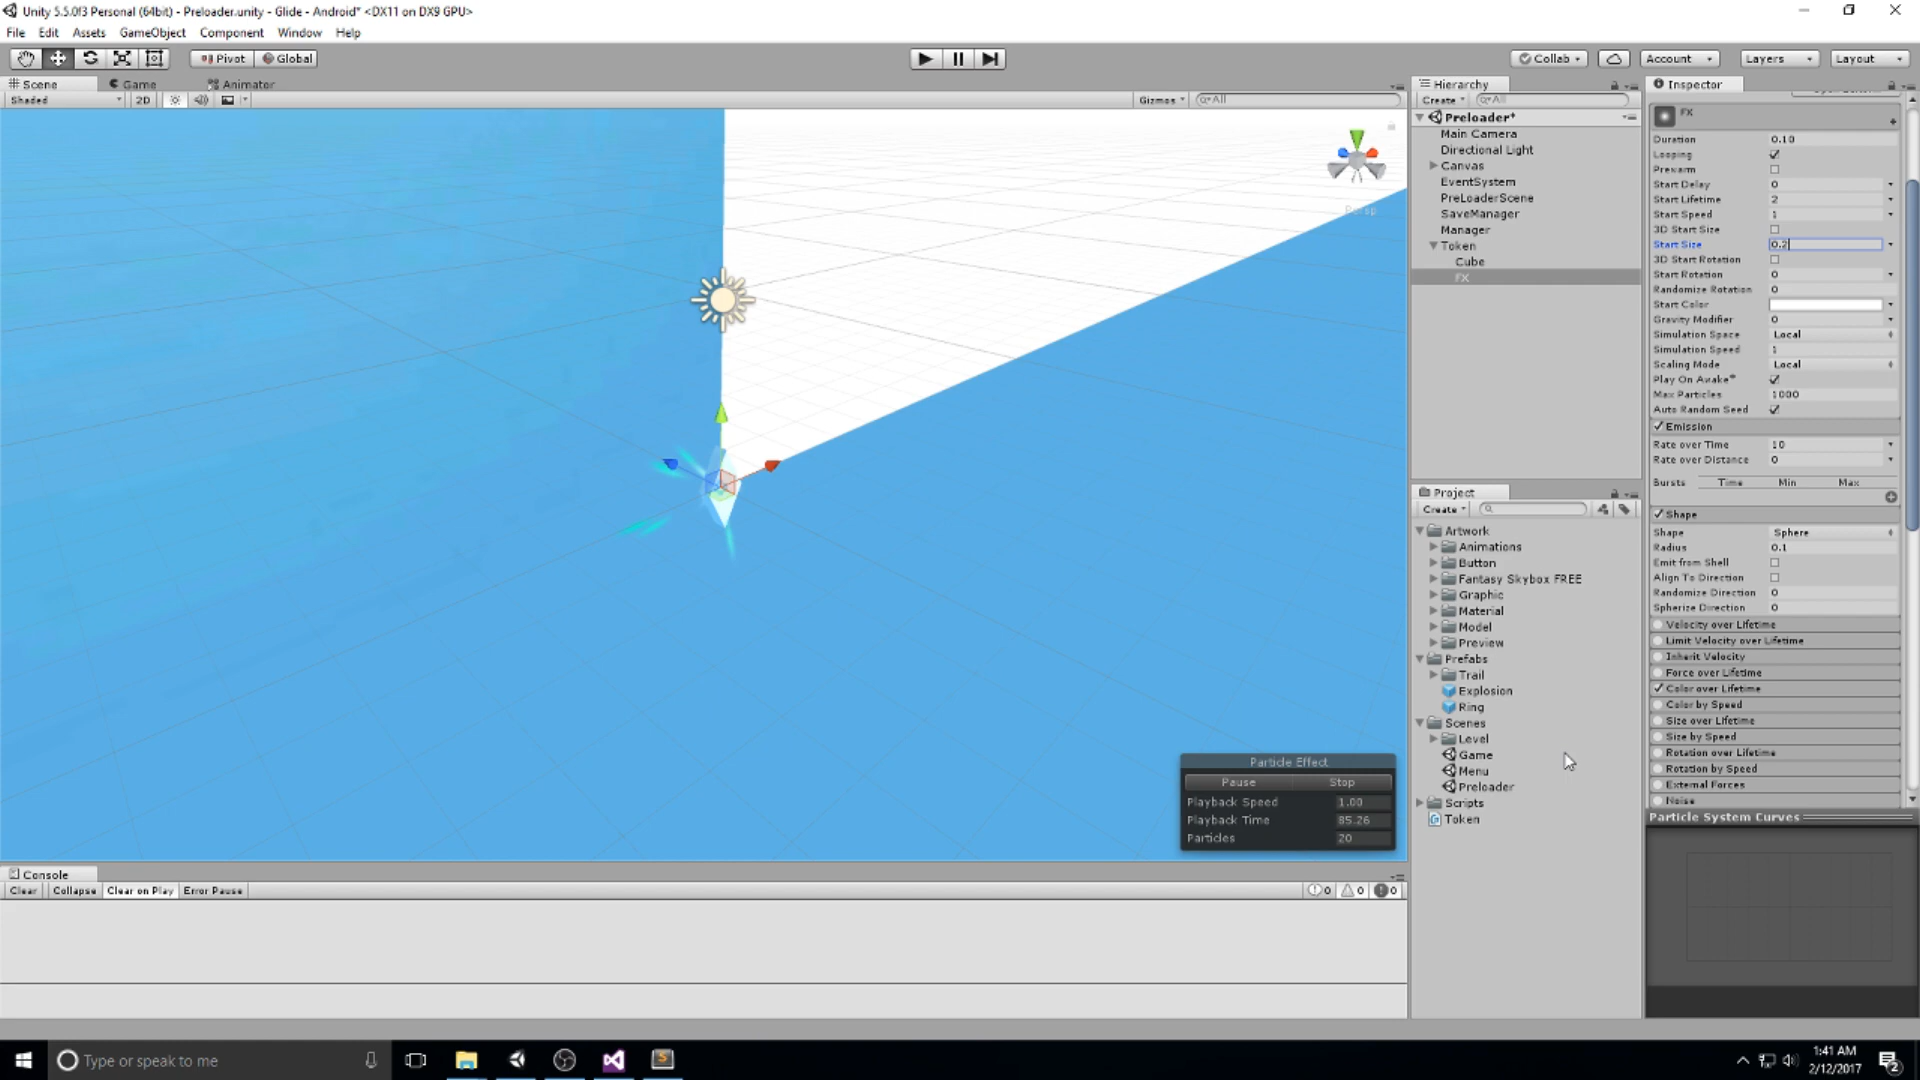 Unity 5.5.0f3 Personal (64bit) - Preloader.unity - Glide - Android* <DX11 on DX9 GPU>
File Edit Assets GameObject Component Window Help
Pivot Global
Collab Account Layers Layout
Scene Game Animator
Shaded 2D Gizmos All
Persp
Particle Effect
Pause Stop
Playback Speed 1.00
Playback Time 85.26
Particles 20
Console
Clear Collapse Clear on Play Error Pause 0 0 0
Hierarchy
Create All
Preloader*
Main Camera
Directional Light
Canvas
EventSystem
PreLoaderScene
SaveManager
Manager
Token
Cube
FX
Project
Create
Artwork
Animations
Button
Fantasy Skybox FREE
Graphic
Material
Model
Preview
Prefabs
Trail
Explosion
Ring
Scenes
Level
Game
Menu
Preloader
Scripts
Token
Inspector
FX
Duration 0.10
Looping
Prewarm
Start Delay 0
Start Lifetime 2
Start Speed 1
3D Start Size
Start Size 0.2
3D Start Rotation
Start Rotation 0
Randomize Rotation 0
Start Color
Gravity Modifier 0
Simulation Space Local
Simulation Speed 1
Scaling Mode Local
Play On Awake*
Max Particles 1000
Auto Random Seed
Emission
Rate over Time 10
Rate over Distance 0
Bursts Time Min Max
Shape
Shape Sphere
Radius 0.1
Emit from Shell
Align To Direction
Randomize Direction 0
Spherize Direction 0
Velocity over Lifetime
Limit Velocity over Lifetime
Inherit Velocity
Force over Lifetime
Color over Lifetime
Color by Speed
Size over Lifetime
Size by Speed
Rotation over Lifetime
Rotation by Speed
External Forces
Noise
Particle System Curves
Type or speak to me
1:41 AM
2/12/2017
2